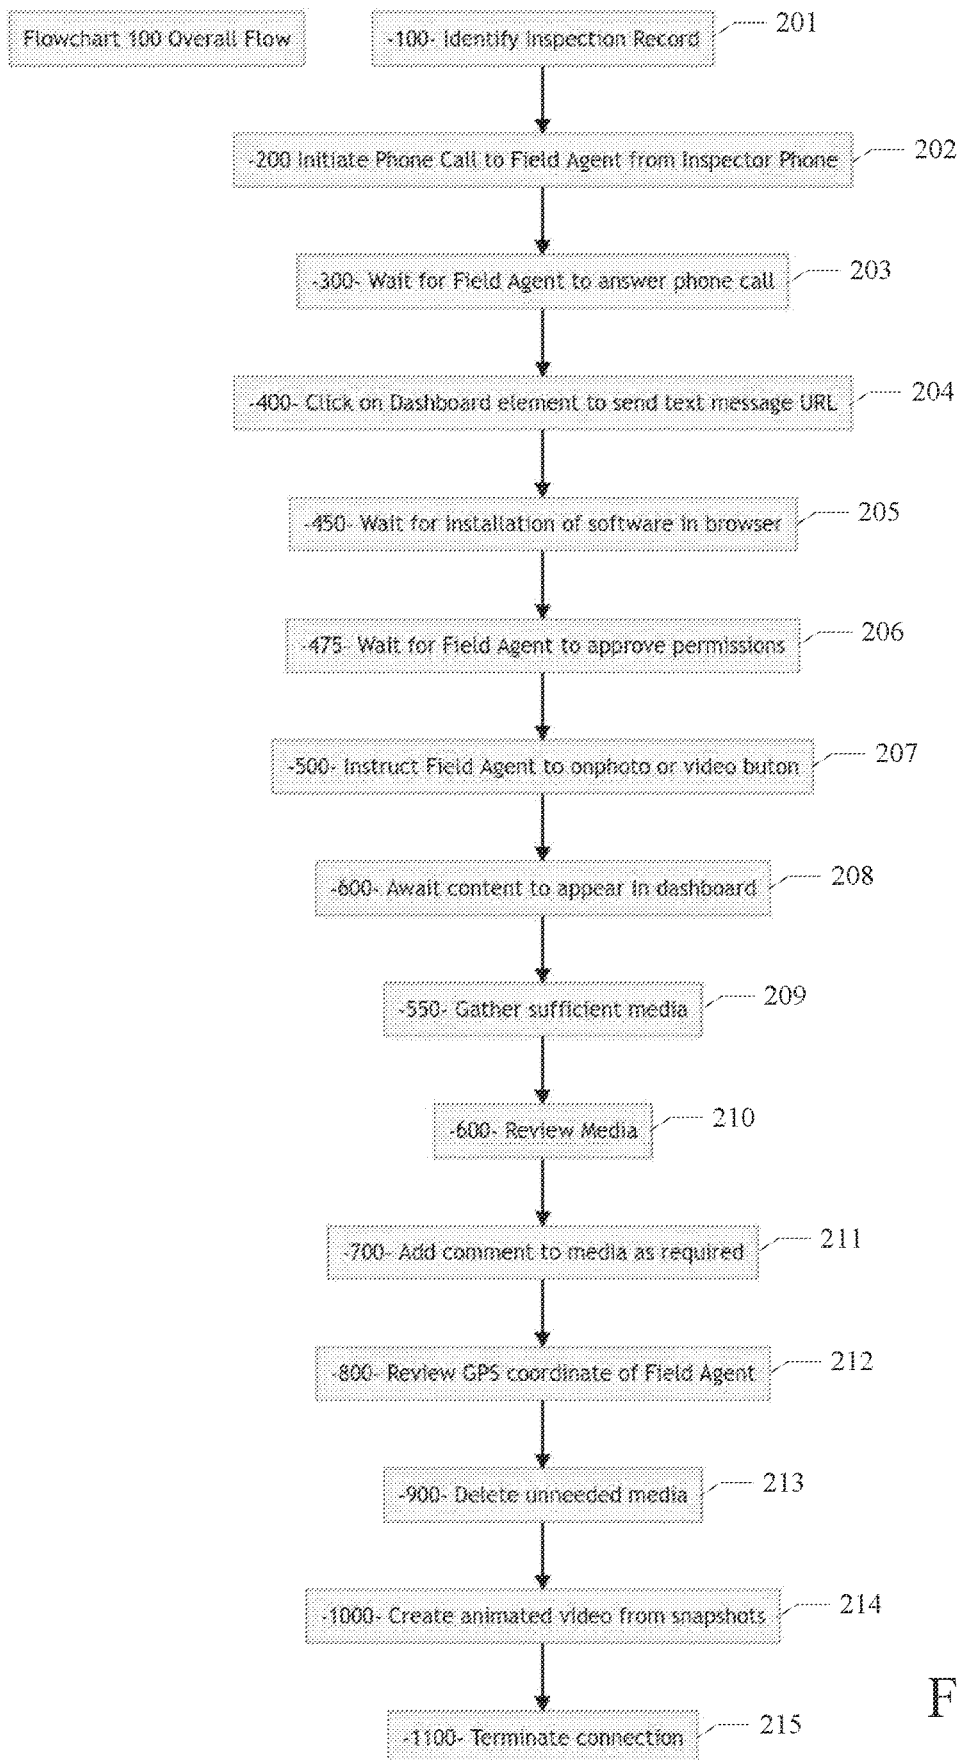 Flowchart 100 Overall Flow
-100- Identify Inspection Record
201
-200 Initiate Phone Call to Field Agent from Inspector Phone
202
-300- Wait for Field Agent to answer phone call
203
-400- Click on Dashboard element to send text message URL
204
-450- Wait for installation of software in browser
205
-475- Wait for Field Agent to approve permissions
206
-500- Instruct Field Agent to onphoto or video buton
207
-600- Await content to appear in dashboard
208
-550- Gather sufficient media
209
-600- Review Media
210
-700- Add comment to media as required
211
-800- Review GPS coordinate of Field Agent
212
-900- Delete unneeded media
213
-1000- Create animated video from snapshots
214
F
-1100- Terminate connection
215